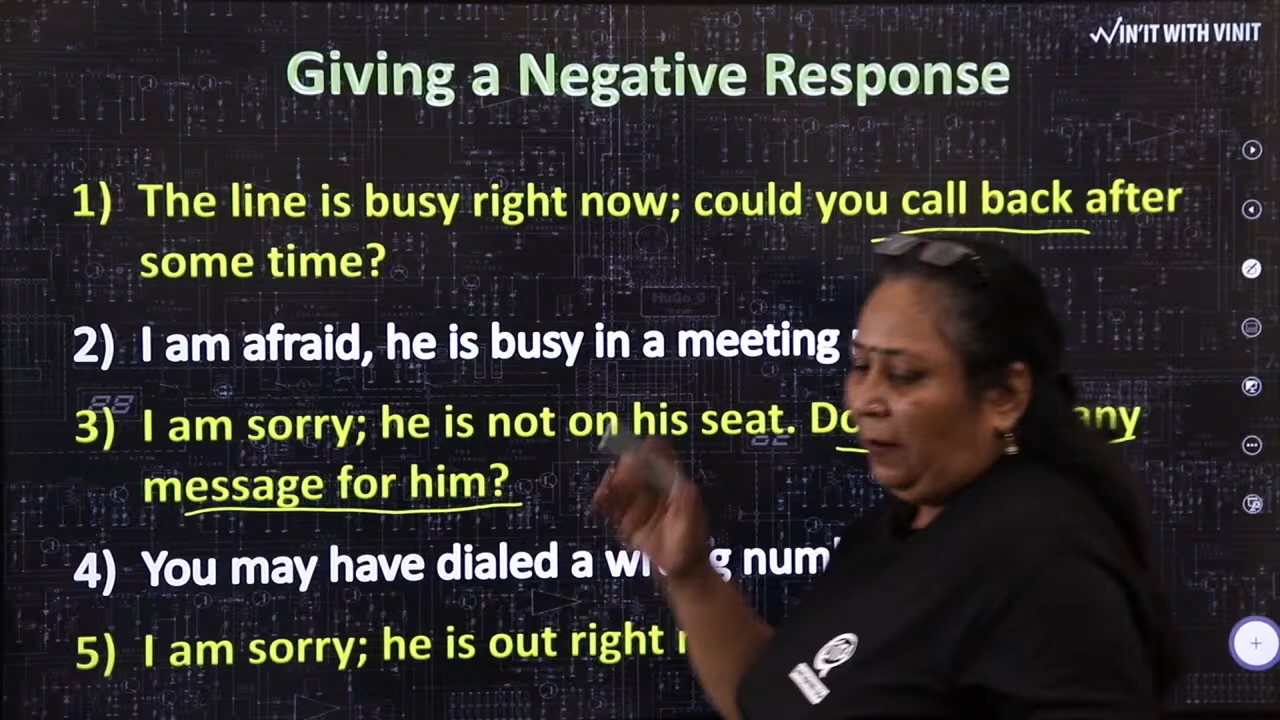 WIN'IT WITH VINIT
Giving a Negative Response
1) The line is busy right now; could you call back after
some time?
2) I am afraid, he is busy in a meeting
3) I am sorry; he is not on his seat. any
message for him?
4) You may have dialed a
5) I am sorry; he is out right